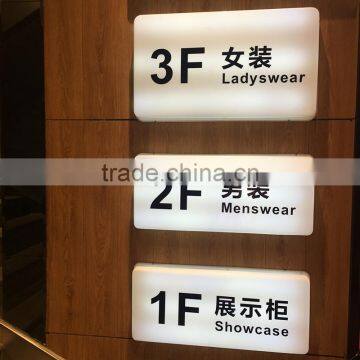 3F 女装
Ladyswear
trade.china.cn
2F 男装
Menswear
1F 展示柜
Showcase